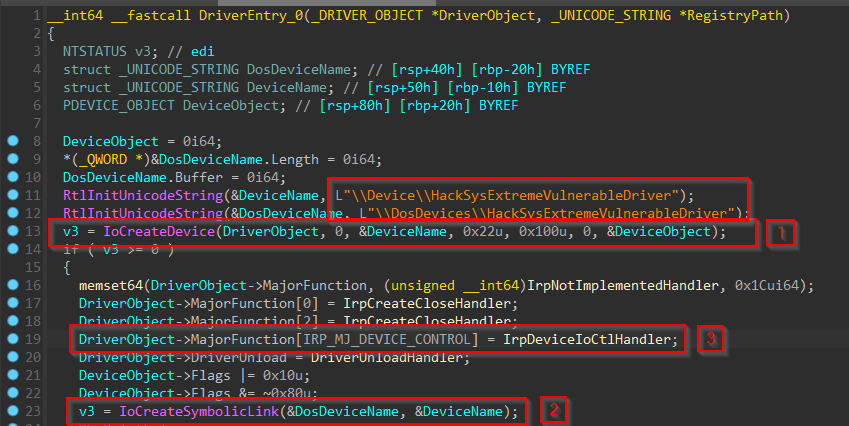 1 __int64 __fastcall DriverEntry_0(_DRIVER_OBJECT *DriverObject, _UNICODE_STRING *RegistryPath)
2 {
3 NTSTATUS v3; // edi
4 struct _UNICODE_STRING DosDeviceName; // [rsp+40h] [rbp-20h] BYREF
5 struct _UNICODE_STRING DeviceName; // [rsp+50h] [rbp-10h] BYREF
6 PDEVICE_OBJECT DeviceObject; // [rsp+80h] [rbp+20h] BYREF
7
8 DeviceObject = 0i64;
9 *(_QWORD *)&DosDeviceName.Length = 0i64;
10 DosDeviceName.Buffer = 0i64;
11 RtlInitUnicodeString(&DeviceName, L"\\Device\\HackSysExtremeVulnerableDriver");
12 RtlInitUnicodeString(&DosDeviceName, L"\\DosDevices\\HackSysExtremeVulnerableDriver");
13 v3 = IoCreateDevice(DriverObject, 0, &DeviceName, 0x22u, 0x100u, 0, &DeviceObject); 1
14 if ( v3 >= 0 )
15 {
16 memset64(DriverObject->MajorFunction, (unsigned __int64)IrpNotImplementedHandler, 0x1Cui64);
17 DriverObject->MajorFunction[0] = IrpCreateCloseHandler;
18 DriverObject->MajorFunction[2] = IrpCreateCloseHandler;
19 DriverObject->MajorFunction[IRP_MJ_DEVICE_CONTROL] = IrpDeviceIoCtlHandler; 3
20 DriverObject->DriverUnload = DriverUnloadHandler;
21 DeviceObject->Flags |= 0x10u;
22 DeviceObject->Flags &= ~0x80u;
23 v3 = IoCreateSymbolicLink(&DosDeviceName, &DeviceName); 2